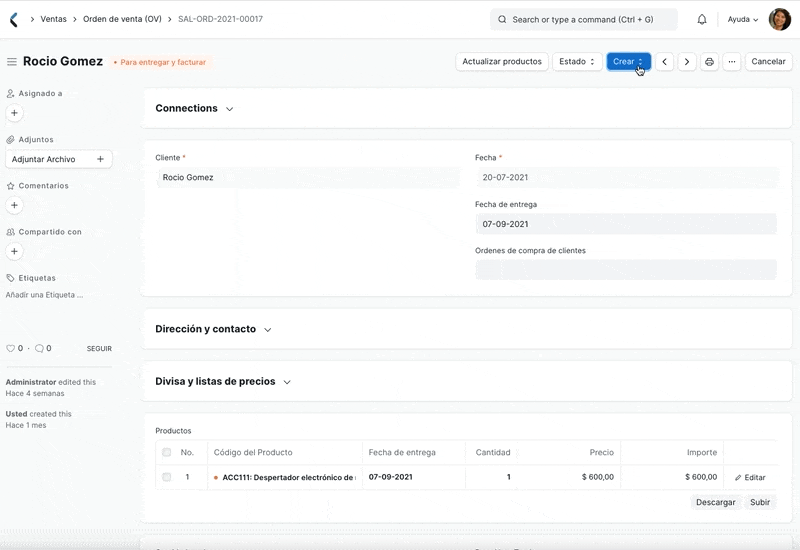 Ventas
Orden de venta (OV)
SAL-ORD-2021-00017
Search or type a command (Ctrl + G)
Ayuda
Rocio Gomez
Para entregar y facturar
Actualizar productos
Estado
Crear
Cancelar
Asignado a
Adjuntos
Adjuntar Archivo
Comentarios
Compartido con
Etiquetas
Añadir una Etiqueta ...
0 · 0 SEGUIR
Administrator edited this
Hace 4 semanas
Usted created this
Hace 1 mes
Connections
Cliente *
Rocio Gomez
Fecha *
20-07-2021
Fecha de entrega
07-09-2021
Ordenes de compra de clientes
Dirección y contacto
Divisa y listas de precios
Productos
No. Código del Producto Fecha de entrega Cantidad Precio Importe
1 ACC111: Despertador electrónico de 07-09-2021 1 $ 600,00 $ 600,00 Editar
Descargar Subir